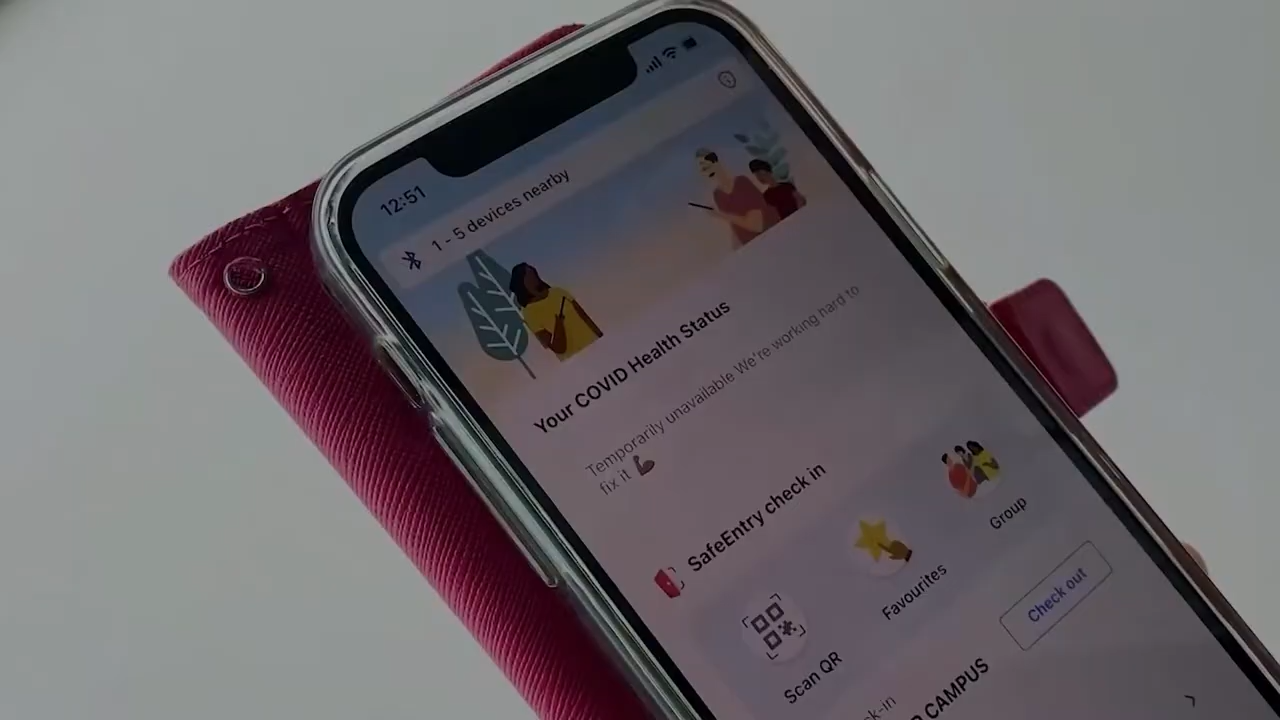 12:51
1 - 5 devices nearby
Your COVID Health Status
Temporarily unavailable We're working hard to
fix it 💪🏿
SafeEntry check in
Scan QR
Favourites
Group
Check out
CAMPUS